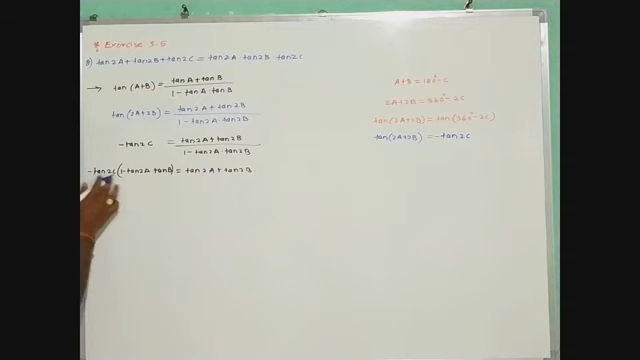 * Exercise 3.5
8) tan2A + tan2B + tan2C = tan2A · tan2B · tan2C
→ tan (A+B) = tanA + tanB / 1 - tanA · tanB
tan (2A+2B) = tan2A + tan2B / 1 - tan2A · tan2B
-tan2C = tan2A + tan2B / 1 - tan2A · tan2B
-tan2C (1 - tan2A · tanB) = tan2A + tan2B
A+B = 180° - C
2A+2B = 360° - 2C
tan(2A+2B) = tan(360° - 2C)
tan(2A+2B) = -tan2C